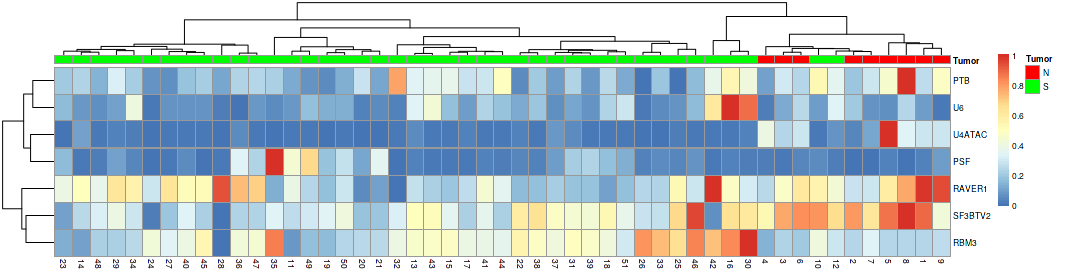 Tumor
PTB
U6
U4ATAC
PSF
RAVER1
SF3BTV2
RBM3
23 14 48 29 34 24 27 40 45 28 36 47 35 11 49 19 50 20 21 32 13 43 15 17 41 44 22 38 37 31 39 18 51 26 33 25 46 42 16 30 4 3 6 10 12 2 7 5 8 1 9
1
0.8
0.6
0.4
0.2
0
Tumor
N
S